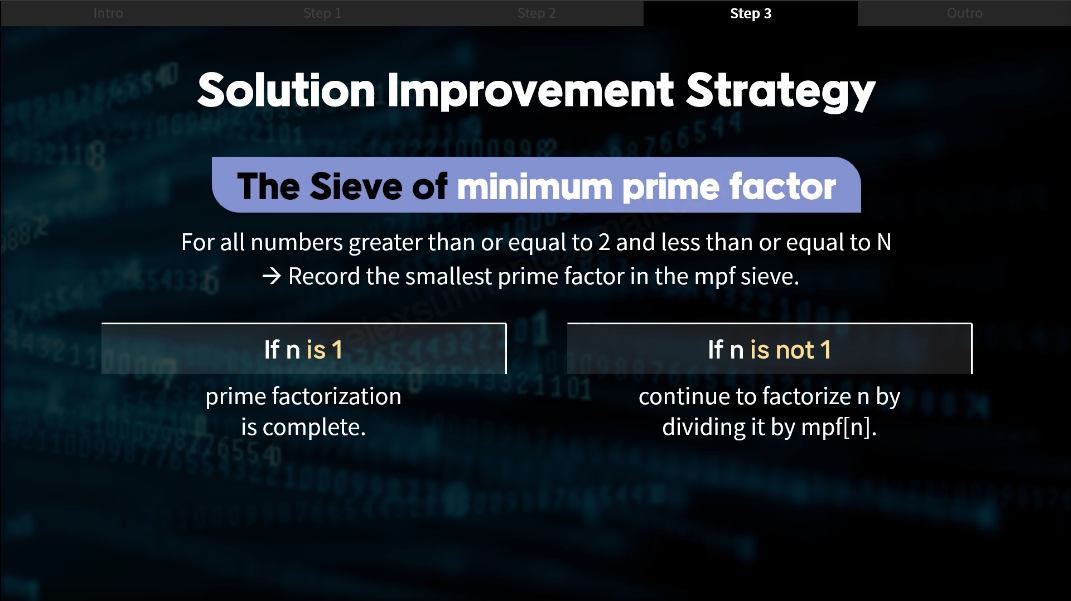 Intro
Step 1
Step 2
Step 3
Outro
Solution Improvement Strategy
The Sieve of minimum prime factor
For all numbers greater than or equal to 2 and less than or equal to N
→ Record the smallest prime factor in the mpf sieve.
If n is 1
prime factorization
is complete.
If n is not 1
continue to factorize n by
dividing it by mpf[n].